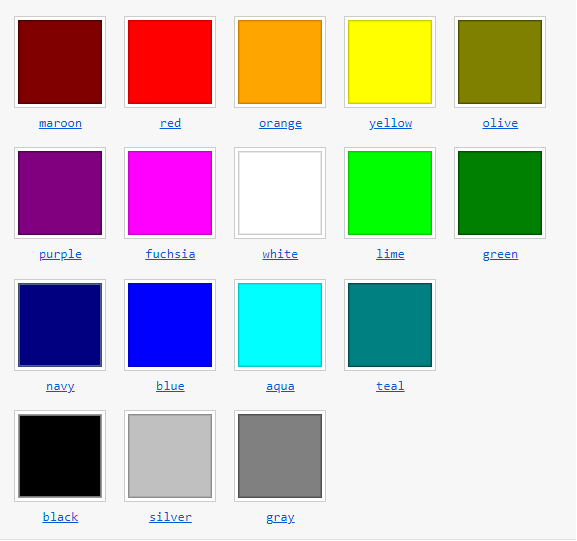 maroon red orange yellow olive
purple fuchsia white lime green
navy blue aqua teal
black silver gray